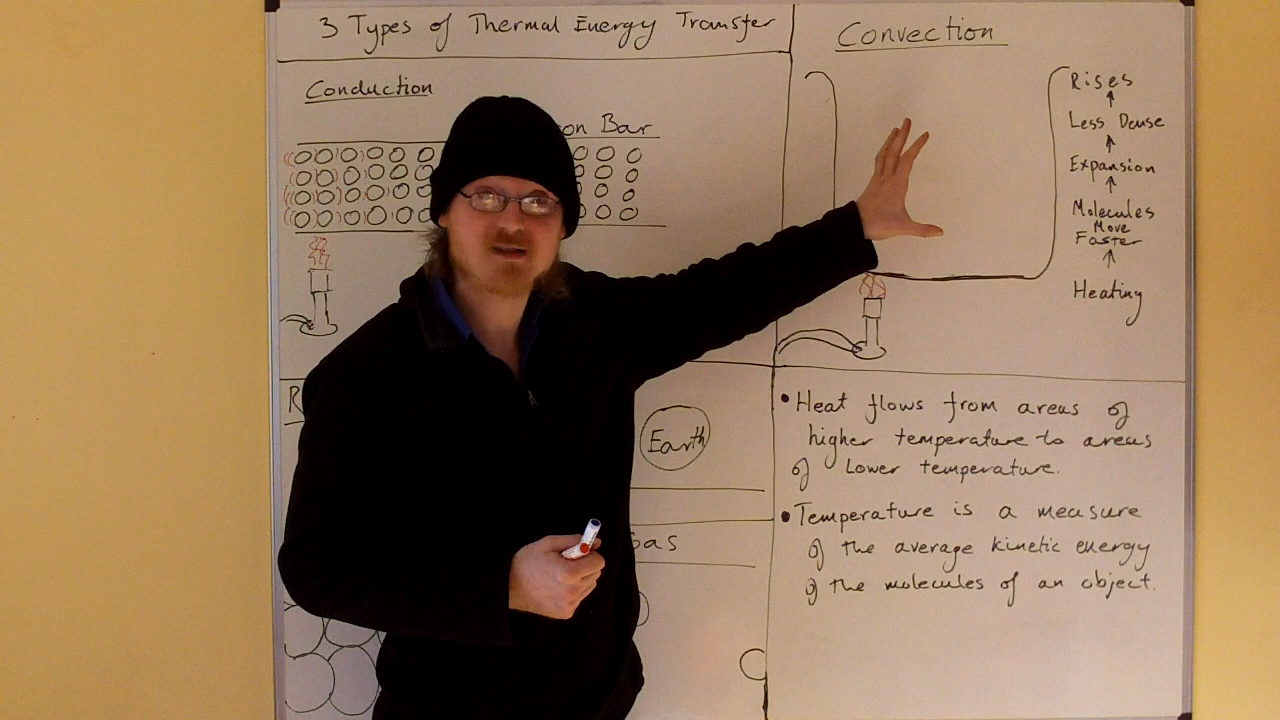 3 Types of Thermal Energy Transfer
Conduction
on Bar
Convection
Rises
Less Dense
Expansion
Molecules
Move
Faster
Heating
R
Earth
Gas
• Heat flows from areas of
higher temperature to areas
of Lower temperature.
• Temperature is a measure
of the average kinetic energy
of the molecules of an object.